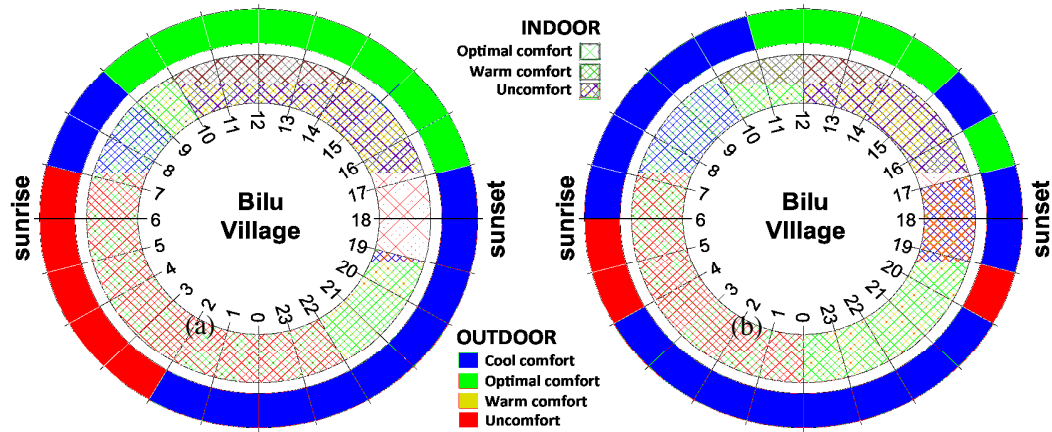 INDOOR
Optimal comfort
Warm comfort
Uncomfort
sunrise
Bilu
Village
sunset
12
13
14
15
16
17
18
19
20
21
22
23
0
1
2
3
4
5
6
7
8
9
10
11
(a)
sunrise
Bilu
VIllage
sunset
12
13
14
15
16
17
18
19
20
21
22
23
0
1
2
3
4
5
6
7
8
9
10
11
(b)
OUTDOOR
Cool comfort
Optimal comfort
Warm comfort
Uncomfort